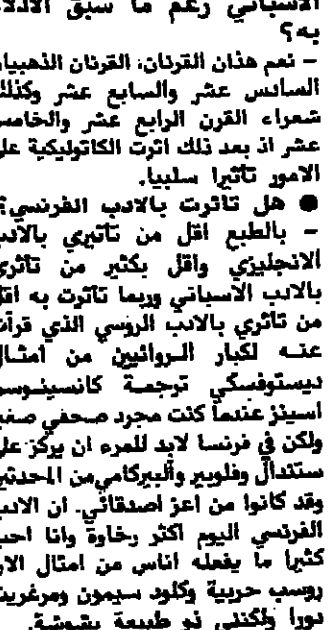 الاسباني رغم ما سبق الادلاء
به؟
– نعم هذان القرنان، القرنان الذهبيان
السادس عشر والسابع عشر وكذلك
شعراء القرن الرابع عشر والخامس
عشر اذ بعد ذلك اثرت الكاثوليكية على
الامور تأثيرا سلبيا.
● هل تأثرت بالادب الفرنسي؟
– بالطبع اقل من تأثيري بالادب
الانجليزي واقل بكثير من تأثري
بالادب الاسباني وربما تأثرت به اقل
من تأثري بالادب الروسي الذي قرأت
عنه لكبار الروائيين من امثال
ديستوفسكي ترجمة كانسينوس
اسينز عندما كنت مجرد صحفي صغير
ولكن في فرنسا لابد للمرء ان يركز على
ستندال وفلوبير والبيركامي من المحدثين
وقد كانوا من اعز اصدقائي. ان الادب
الفرنسي اليوم اكثر رخاوة وانا احب
كثيرا ما يفعله اناس من امثال الان
روسب حريية وكلود سيمون ومرغريت
دورا ولكنني ذو طبيعة بشوشة.